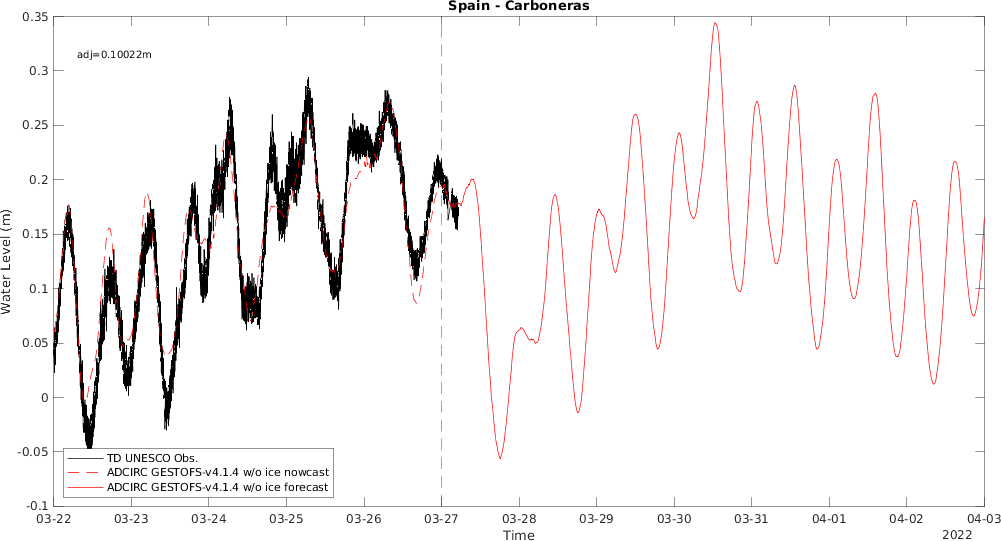 Spain - Carboneras
adj=0.10022m
Water Level (m)
0.35
0.3
0.25
0.2
0.15
0.1
0.05
0
-0.05
-0.1
TD UNESCO Obs.
ADCIRC GESTOFS-v4.1.4 w/o ice nowcast
ADCIRC GESTOFS-v4.1.4 w/o ice forecast
03-22 03-23 03-24 03-25 03-26 03-27 03-28 03-29 03-30 03-31 04-01 04-02 04-03
Time
2022